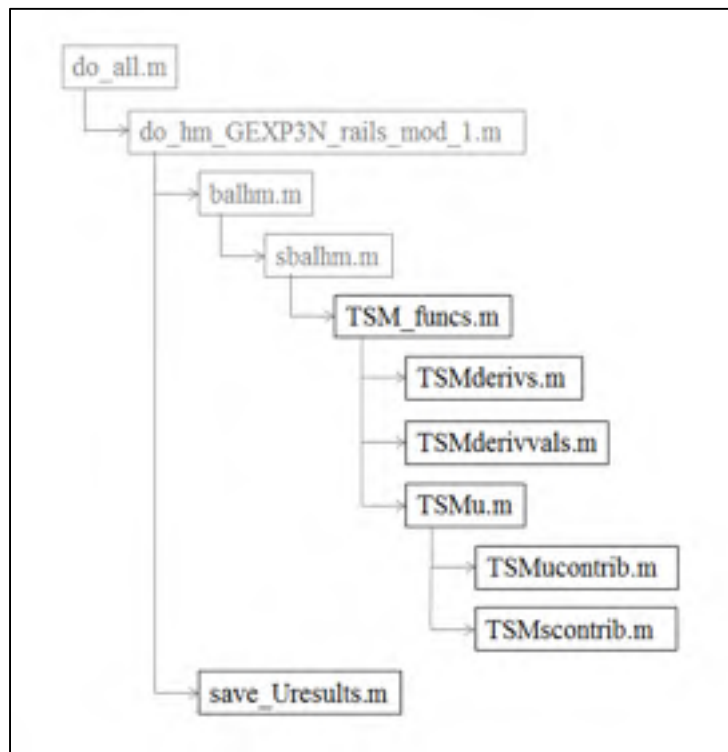 do_all.m
do_hm_GEXP3N_rails_mod_1.m
balhm.m
sbalhm.m
TSM_funcs.m
TSMderivs.m
TSMderivvals.m
TSMu.m
TSMucontrib.m
TSMscontrib.m
save_Uresults.m